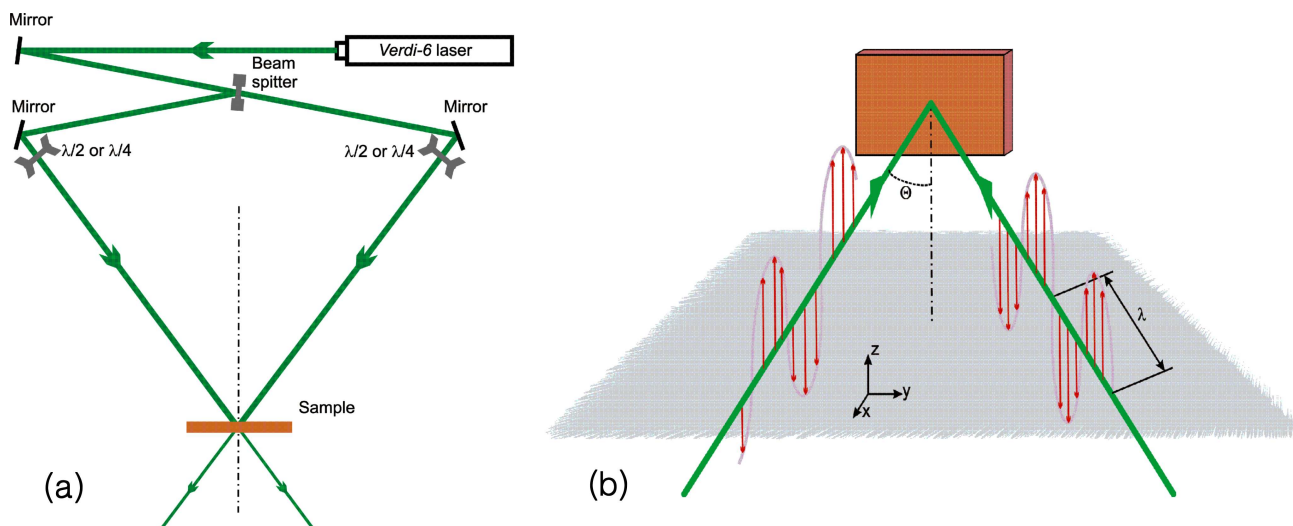 Mirror
Verdi-6 laser
Beam
spitter
Mirror
Mirror
λ/2 or λ/4
λ/2 or λ/4
Sample
(a)
Θ
λ
z
y
x
(b)